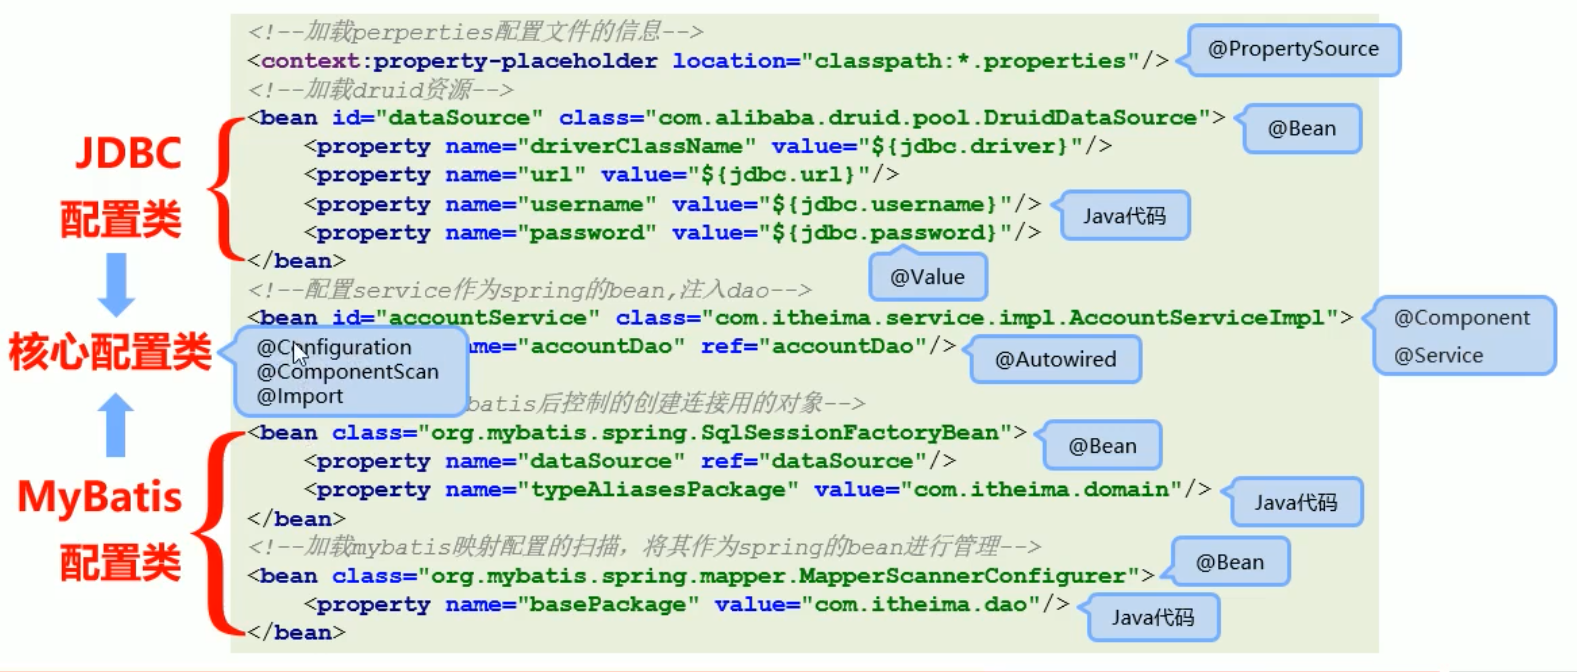 <!--加载perperties配置文件的信息-->
<context:property-placeholder location="classpath:*.properties"/>
@PropertySource
<!--加载druid资源-->
<bean id="dataSource" class="com.alibaba.druid.pool.DruidDataSource">
@Bean
<property name="driverClassName" value="${jdbc.driver}"/>
<property name="url" value="${jdbc.url}"/>
<property name="username" value="${jdbc.username}"/>
Java代码
<property name="password" value="${jdbc.password}"/>
@Value
</bean>
JDBC
配置类
<!--配置service作为spring的bean,注入dao-->
<bean id="accountService" class="com.itheima.service.impl.AccountServiceImpl">
@Component
@Service
ame="accountDao" ref="accountDao"/>
@Autowired
核心配置类
@Configuration
@ComponentScan
@Import
batis后控制的创建连接用的对象-->
<bean class="org.mybatis.spring.SqlSessionFactoryBean">
@Bean
<property name="dataSource" ref="dataSource"/>
<property name="typeAliasesPackage" value="com.itheima.domain"/>
Java代码
</bean>
MyBatis
配置类
<!--加载mybatis映射配置的扫描，将其作为spring的bean进行管理-->
<bean class="org.mybatis.spring.mapper.MapperScannerConfigurer">
@Bean
<property name="basePackage" value="com.itheima.dao"/>
Java代码
</bean>